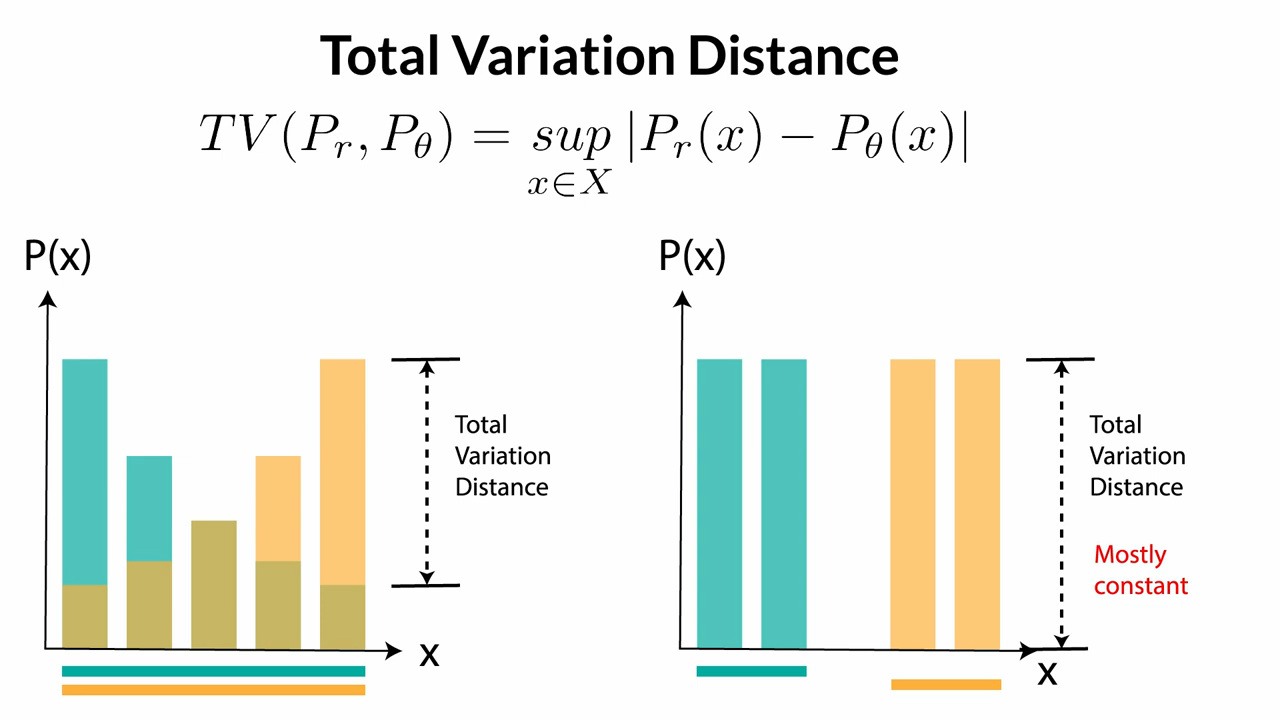 Total Variation Distance
TV(P_r, P_θ) = sup |P_r(x) − P_θ(x)|
x∈X
P(x)
Total
Variation
Distance
x
P(x)
Total
Variation
Distance
Mostly
constant
x